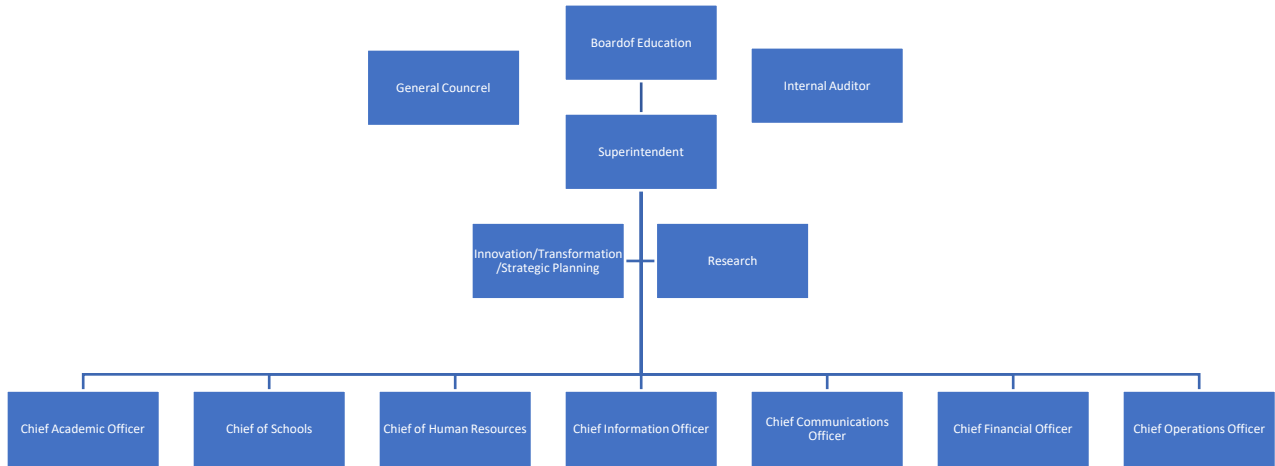 Boardof Education
General Councrel
Internal Auditor
Superintendent
Innovation/Transformation
/Strategic Planning
Research
Chief Academic Officer
Chief of Schools
Chief of Human Resources
Chief Information Officer
Chief Communications
Officer
Chief Financial Officer
Chief Operations Officer